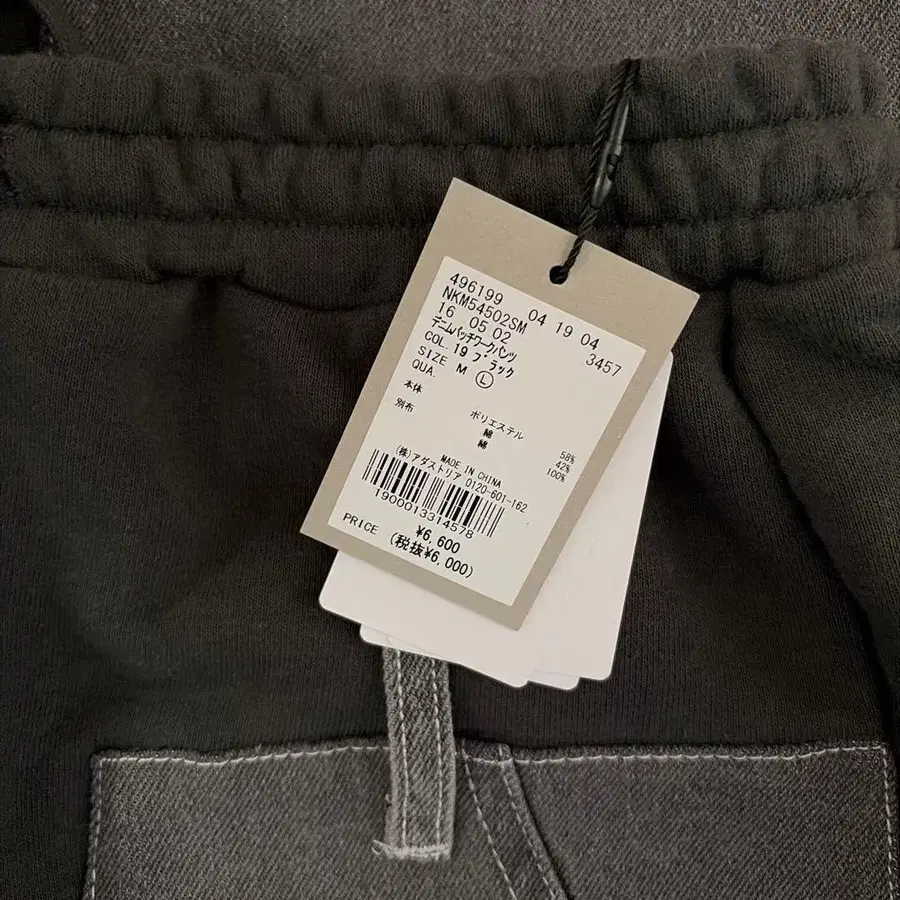 496199
NKM54502SM
16 05 02 04 19 04
デニムパッチワークパンツ 3457
COL. 19 ブラック
SIZE M Ⓛ
QUA.
本体 ポリエステル 58%
綿 42%
別布 綿 100%
MADE IN CHINA
(株)アダストリア 0120-601-162
1900013314578
PRICE ¥6,600
(税抜¥6,000)